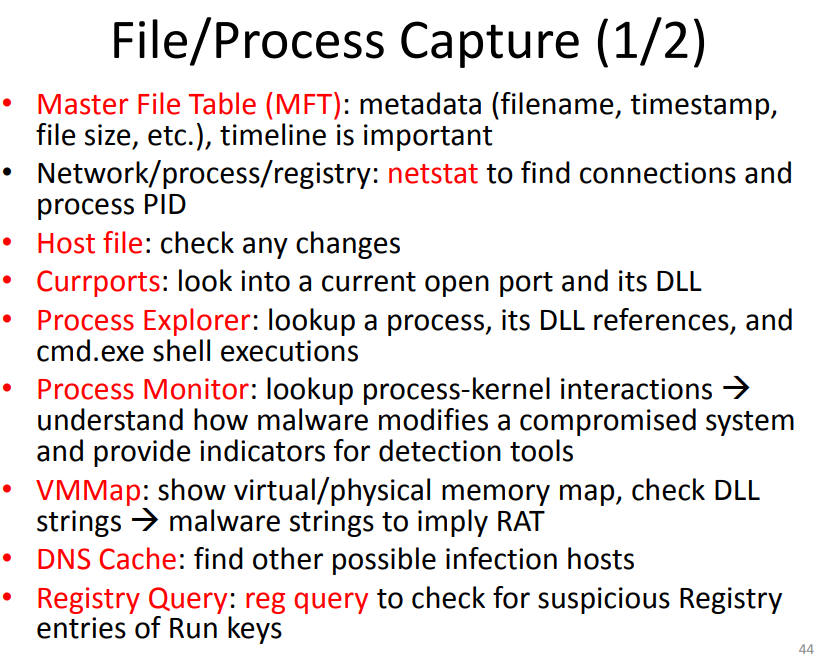 File/Process Capture (1/2)
• Master File Table (MFT): metadata (filename, timestamp,
file size, etc.), timeline is important
• Network/process/registry: netstat to find connections and
process PID
• Host file: check any changes
• Currports: look into a current open port and its DLL
• Process Explorer: lookup a process, its DLL references, and
cmd.exe shell executions
• Process Monitor: lookup process-kernel interactions →
understand how malware modifies a compromised system
and provide indicators for detection tools
• VMMap: show virtual/physical memory map, check DLL
strings → malware strings to imply RAT
• DNS Cache: find other possible infection hosts
• Registry Query: reg query to check for suspicious Registry
entries of Run keys
44